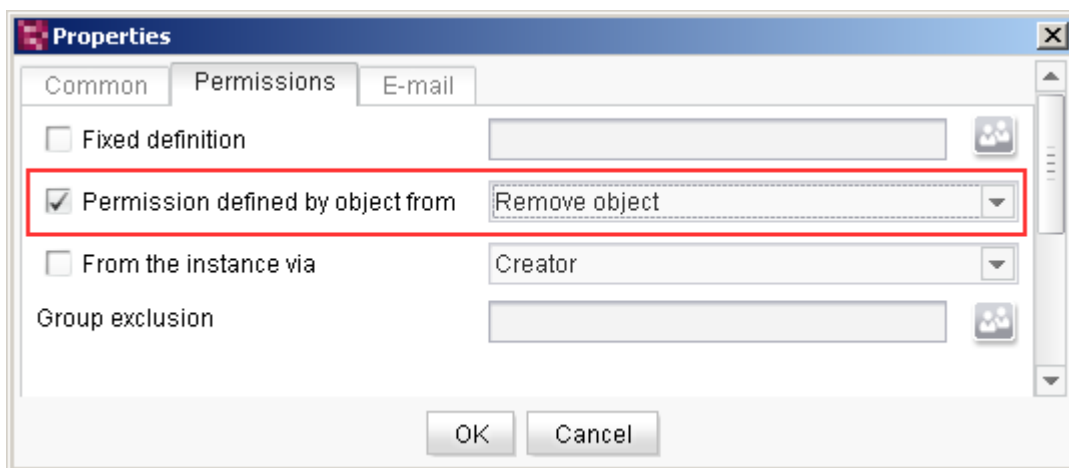 Properties
Common Permissions E-mail
Fixed definition
Permission defined by object from Remove object
From the instance via Creator
Group exclusion
OK Cancel